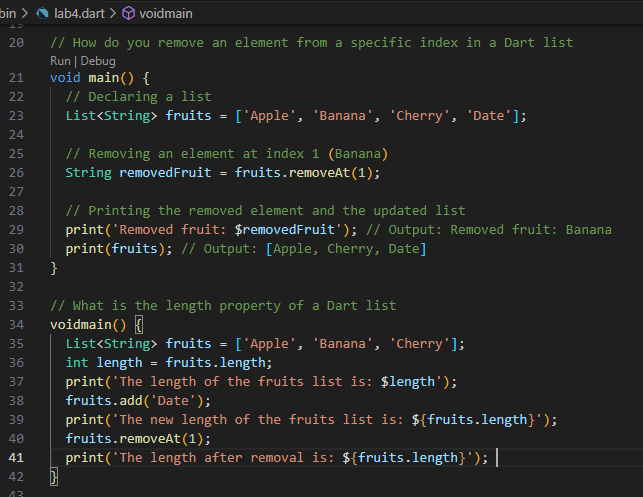 bin > lab4.dart > voidmain
19
20 // How do you remove an element from a specific index in a Dart list
Run | Debug
21 void main() {
22   // Declaring a list
23   List<String> fruits = ['Apple', 'Banana', 'Cherry', 'Date'];
24
25   // Removing an element at index 1 (Banana)
26   String removedFruit = fruits.removeAt(1);
27
28   // Printing the removed element and the updated list
29   print('Removed fruit: $removedFruit'); // Output: Removed fruit: Banana
30   print(fruits); // Output: [Apple, Cherry, Date]
31 }
32
33 // What is the length property of a Dart list
34 voidmain() {
35   List<String> fruits = ['Apple', 'Banana', 'Cherry'];
36   int length = fruits.length;
37   print('The length of the fruits list is: $length');
38   fruits.add('Date');
39   print('The new length of the fruits list is: ${fruits.length}');
40   fruits.removeAt(1);
41   print('The length after removal is: ${fruits.length}');
42 }
43